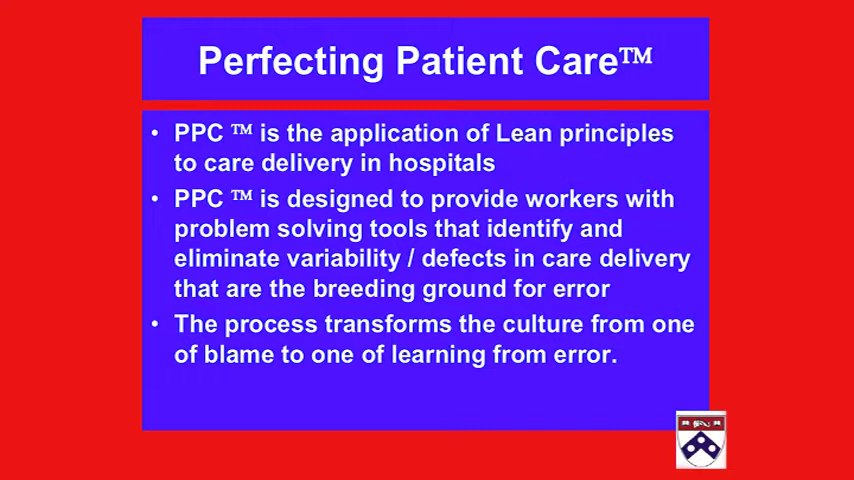 Perfecting Patient Care™
• PPC ™ is the application of Lean principles
to care delivery in hospitals
• PPC ™ is designed to provide workers with
problem solving tools that identify and
eliminate variability / defects in care delivery
that are the breeding ground for error
• The process transforms the culture from one
of blame to one of learning from error.